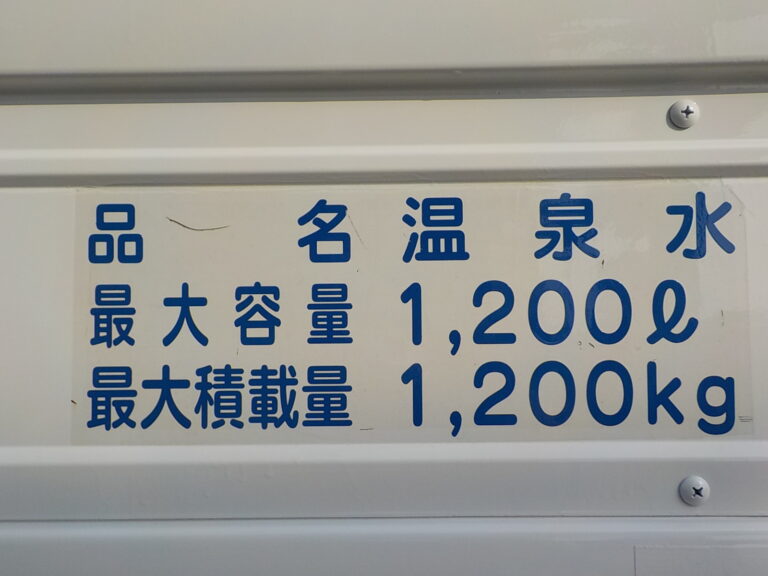 品名 温泉水
最大容量 1,200ℓ
最大積載量 1,200kg